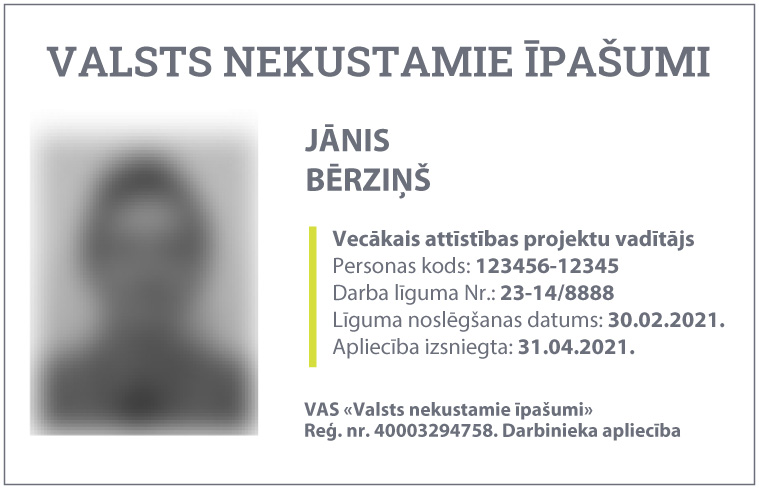 VALSTS NEKUSTAMIE ĪPAŠUMI
JĀNIS
BĒRZIŅŠ
Vecākais attīstības projektu vadītājs
Personas kods: 123456-12345
Darba līguma Nr.: 23-14/8888
Līguma noslēgšanas datums: 30.02.2021.
Apliecība izsniegta: 31.04.2021.
VAS «Valsts nekustamie īpašumi»
Reģ. nr. 40003294758. Darbinieka apliecība